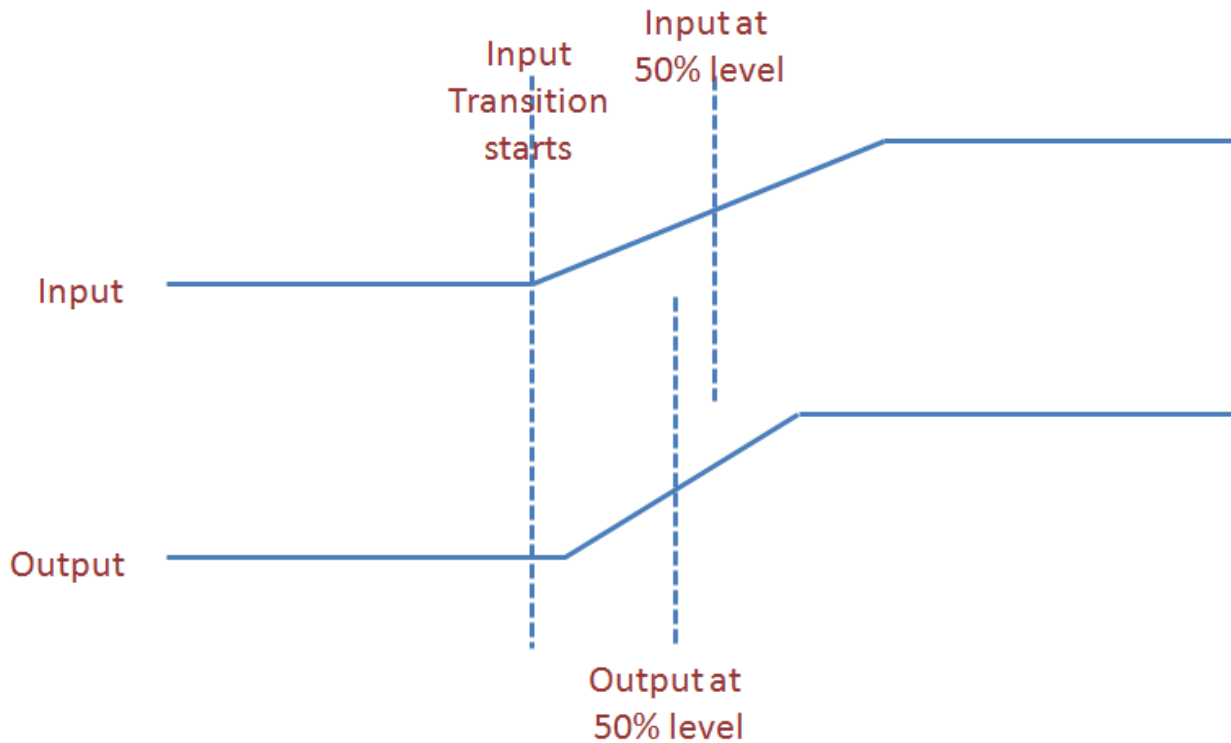 Input at
50% level
Input
Transition
starts
Input
Output
Output at
50% level